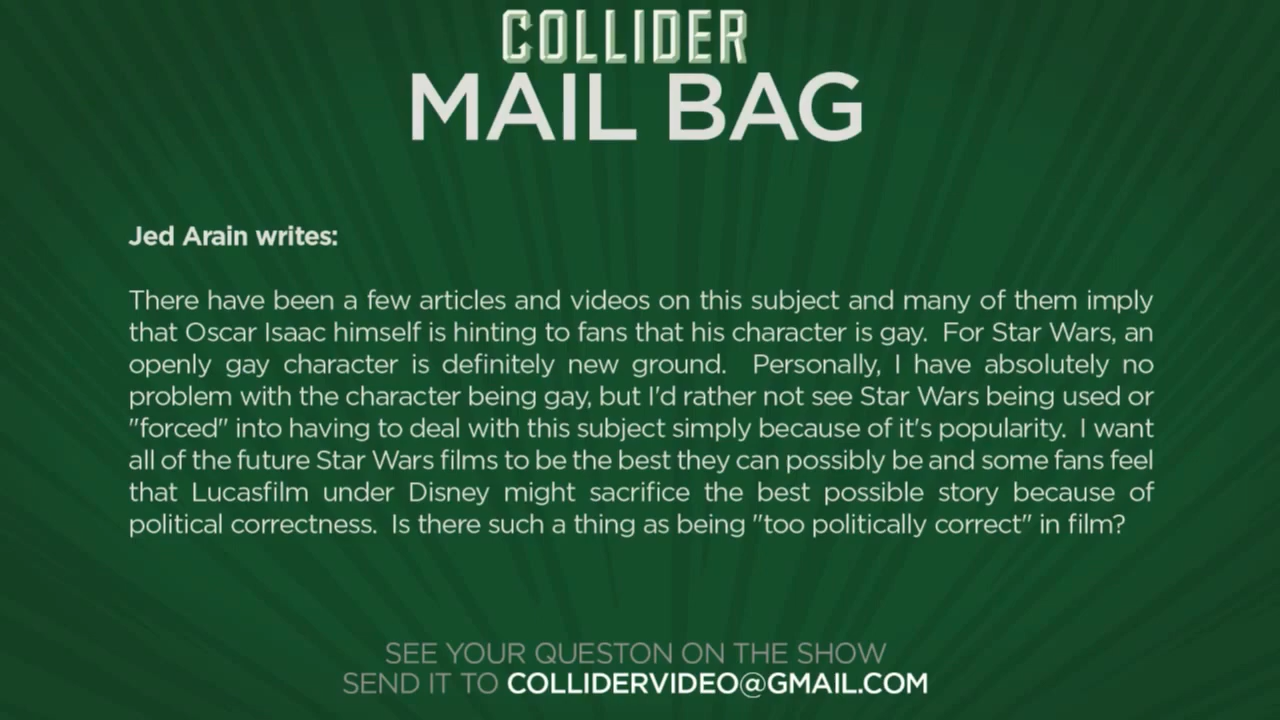 COLLIDER
MAIL BAG
Jed Arain writes:
There have been a few articles and videos on this subject and many of them imply
that Oscar Isaac himself is hinting to fans that his character is gay.  For Star Wars, an
openly gay character is definitely new ground.  Personally, I have absolutely no
problem with the character being gay, but I'd rather not see Star Wars being used or
"forced" into having to deal with this subject simply because of it's popularity.  I want
all of the future Star Wars films to be the best they can possibly be and some fans feel
that Lucasfilm under Disney might sacrifice the best possible story because of
political correctness.  Is there such a thing as being "too politically correct" in film?
SEE YOUR QUESTON ON THE SHOW
SEND IT TO COLLIDERVIDEO@GMAIL.COM